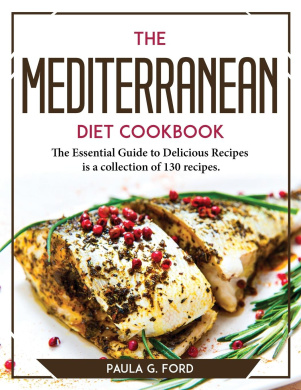 THE
MEDITERRANEAN
DIET COOKBOOK
The Essential Guide to Delicious Recipes
is a collection of 130 recipes.
PAULA G. FORD